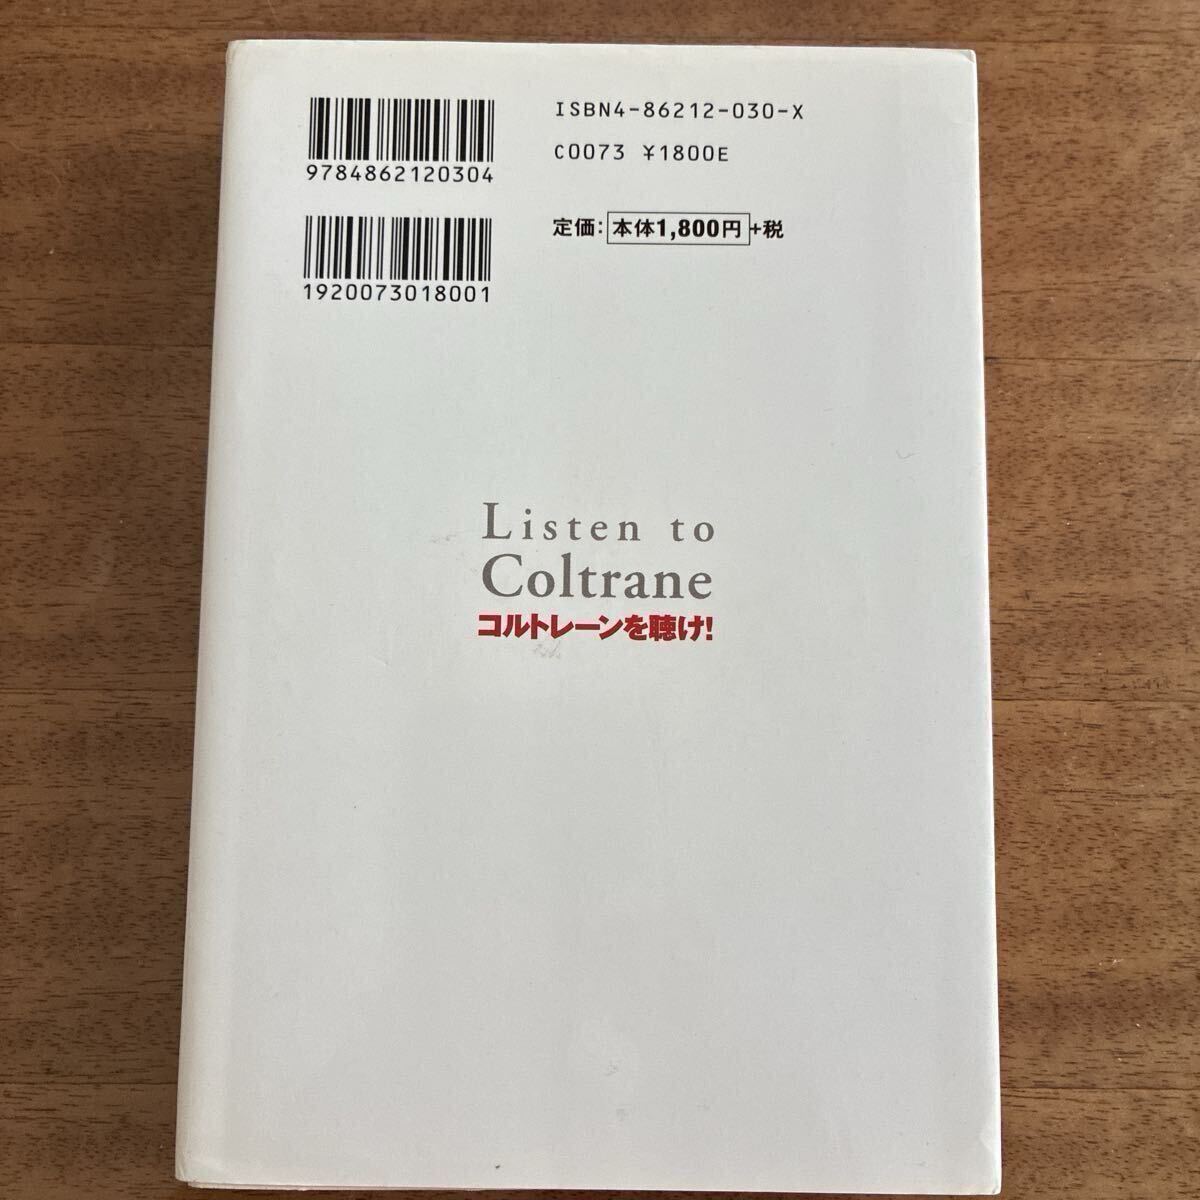 9784862120304
1920073018001
ISBN4-86212-030-X
C0073 ¥1800E
定価：本体1,800円+税
Listen to
Coltrane
コルトレーンを聴け！